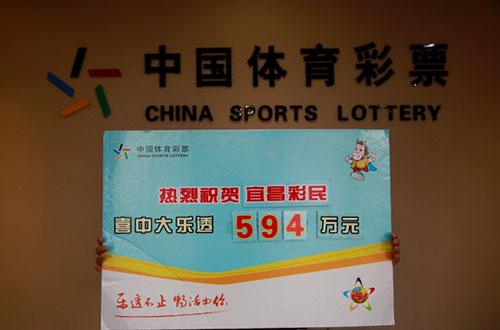 中国体育彩票
CHINA SPORTS LOTTERY
中国体育彩票
CHINA SPORTS LOTTERY
热烈祝贺 宜昌彩民
喜中大乐透 594 万元
乐透不止 畅活由你